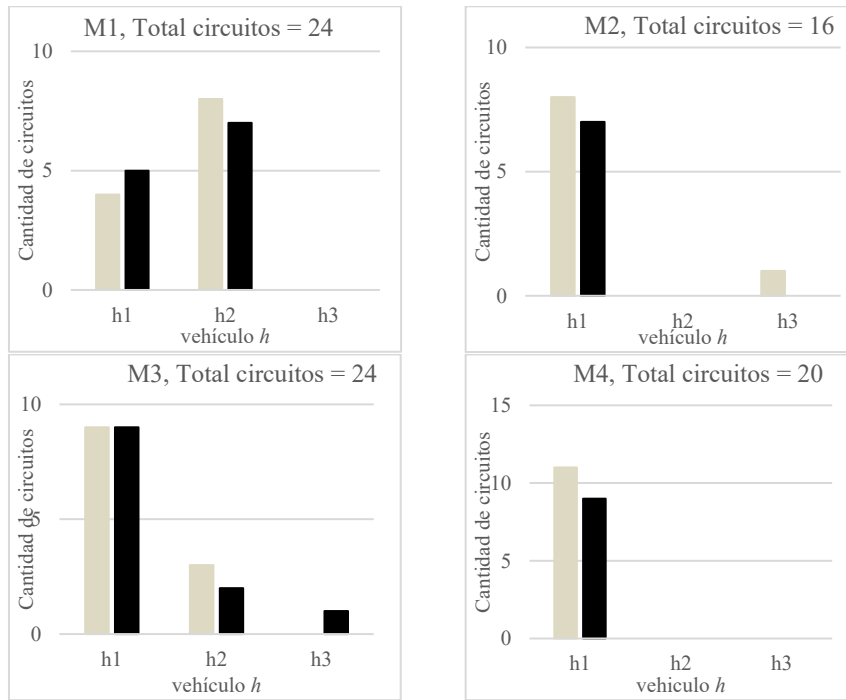 M1, Total circuitos = 24
10
5
0
Cantidad de circuitos
h1 h2 h3
vehículo h
M2, Total circuitos = 16
10
5
0
Cantidad de circuitos
h1 h2 h3
vehículo h
M3, Total circuitos = 24
10
5
0
Cantidad de circuitos
h1 h2 h3
vehículo h
M4, Total circuitos = 20
15
10
5
0
Cantidad de circuitos
h1 h2 h3
vehiculo h